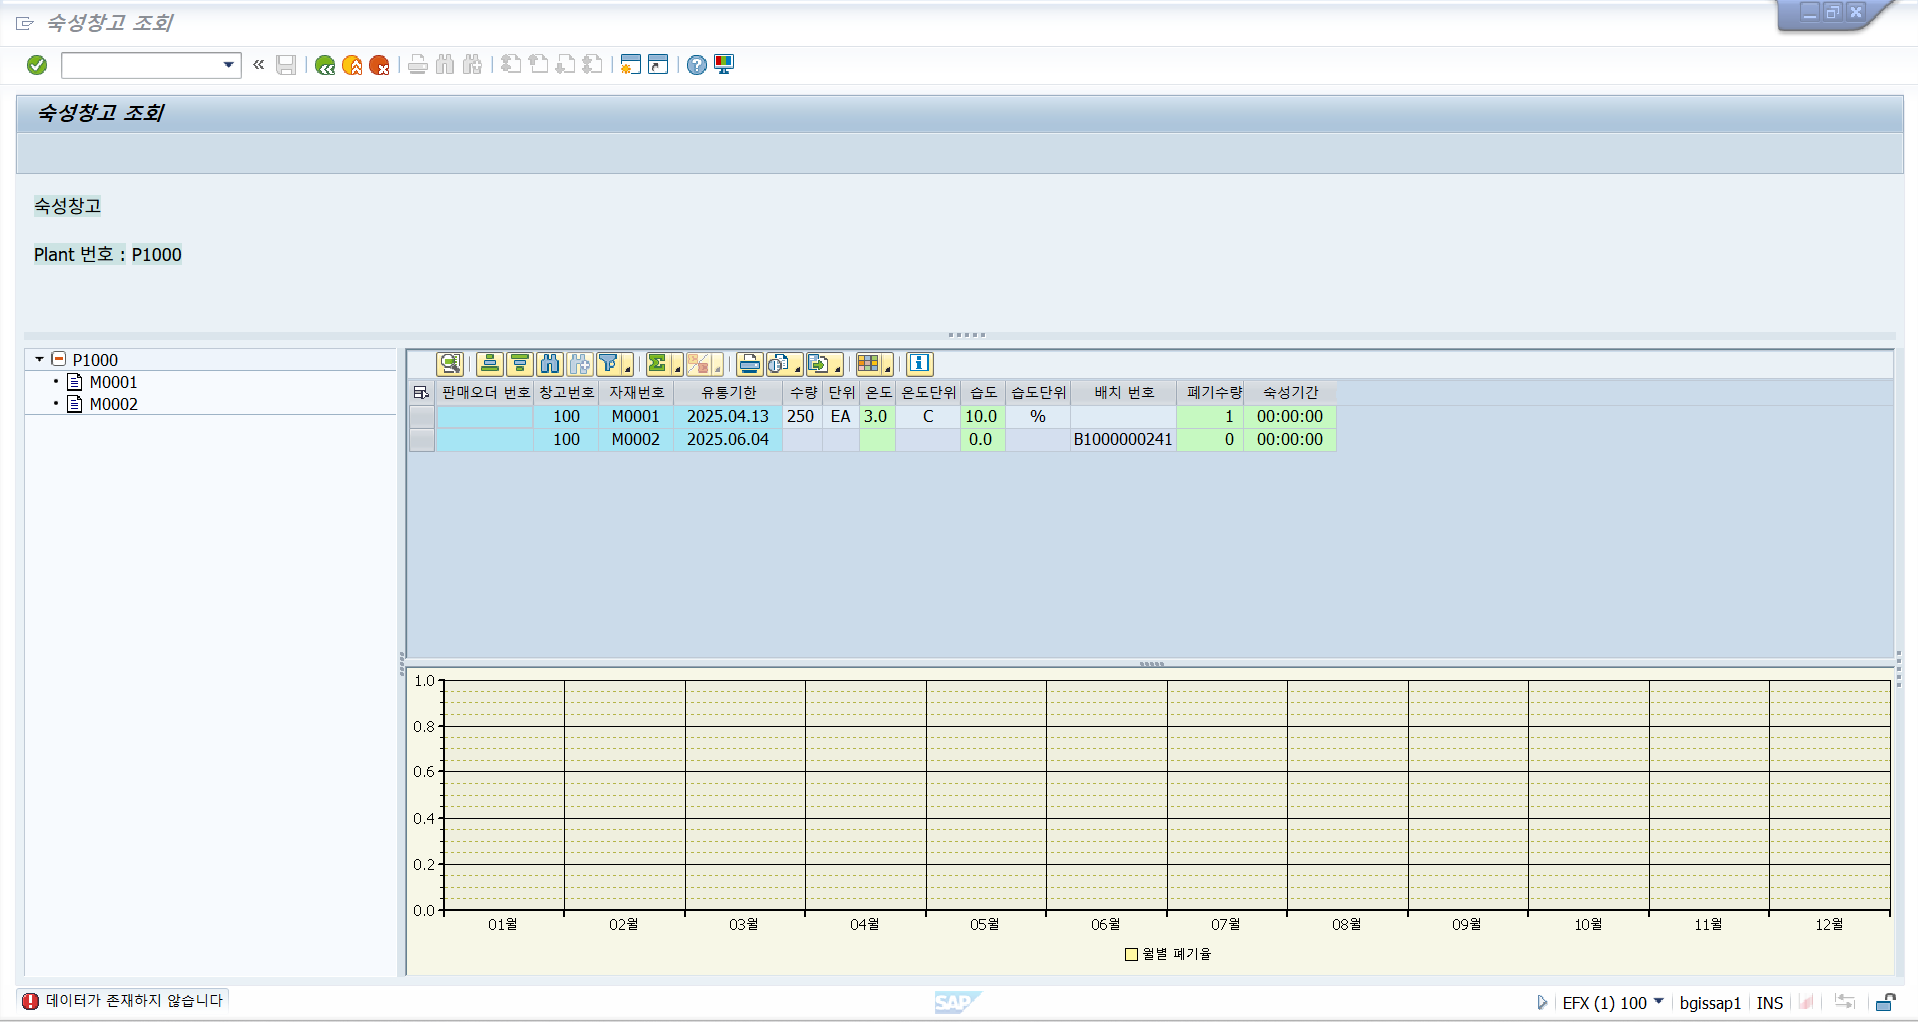 숙성창고 조회
숙성창고 조회
숙성창고
Plant 번호 : P1000
P1000
M0001
M0002
판매오더 번호 창고번호 자재번호 유통기한 수량 단위 온도 온도단위 습도 습도단위 배치 번호 폐기수량 숙성기간
100 M0001 2025.04.13 250 EA 3.0 C 10.0 % 1 00:00:00
100 M0002 2025.06.04 0.0 B1000000241 0 00:00:00
1.0
0.8
0.6
0.4
0.2
0.0
01월 02월 03월 04월 05월 06월 07월 08월 09월 10월 11월 12월
월별 폐기율
데이터가 존재하지 않습니다
SAP
EFX (1) 100 bgissap1 INS